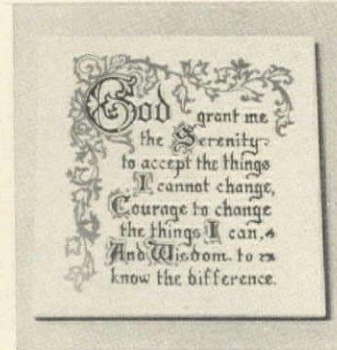 God grant me
the Serenity
to accept the things
I cannot change,
Courage to change
the things I can,
And Wisdom to
know the difference.